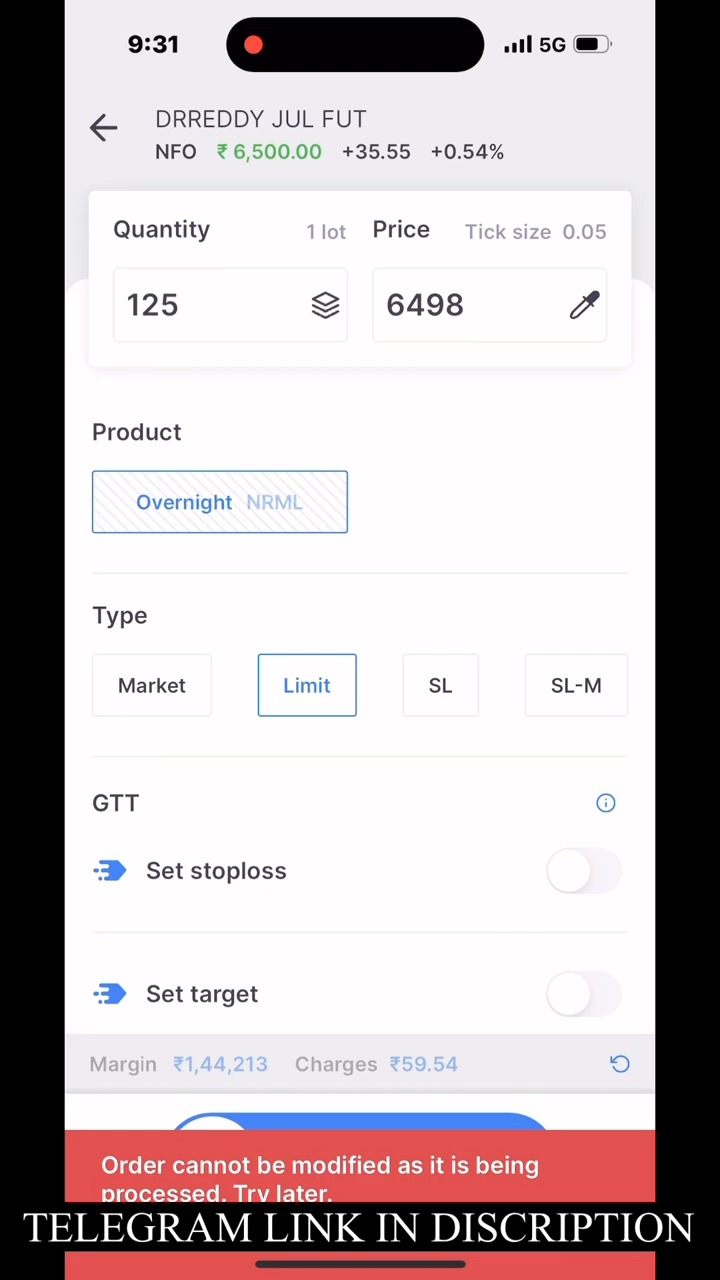 9:31 5G
DRREDDY JUL FUT
NFO ₹ 6,500.00 +35.55 +0.54%
Quantity 1 lot Price Tick size 0.05
125 6498
Product
Overnight NRML
Type
Market Limit SL SL-M
GTT
Set stoploss
Set target
Margin ₹1,44,213 Charges ₹59.54
Order cannot be modified as it is being
processed. Try later.
TELEGRAM LINK IN DISCRIPTION